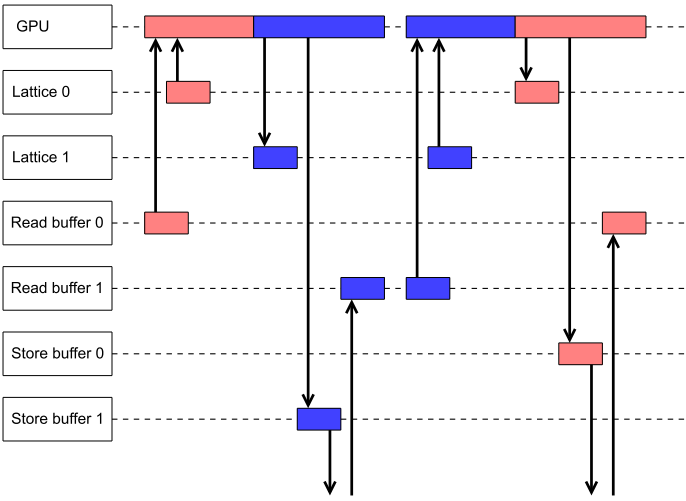 GPU
Lattice 0
Lattice 1
Read buffer 0
Read buffer 1
Store buffer 0
Store buffer 1